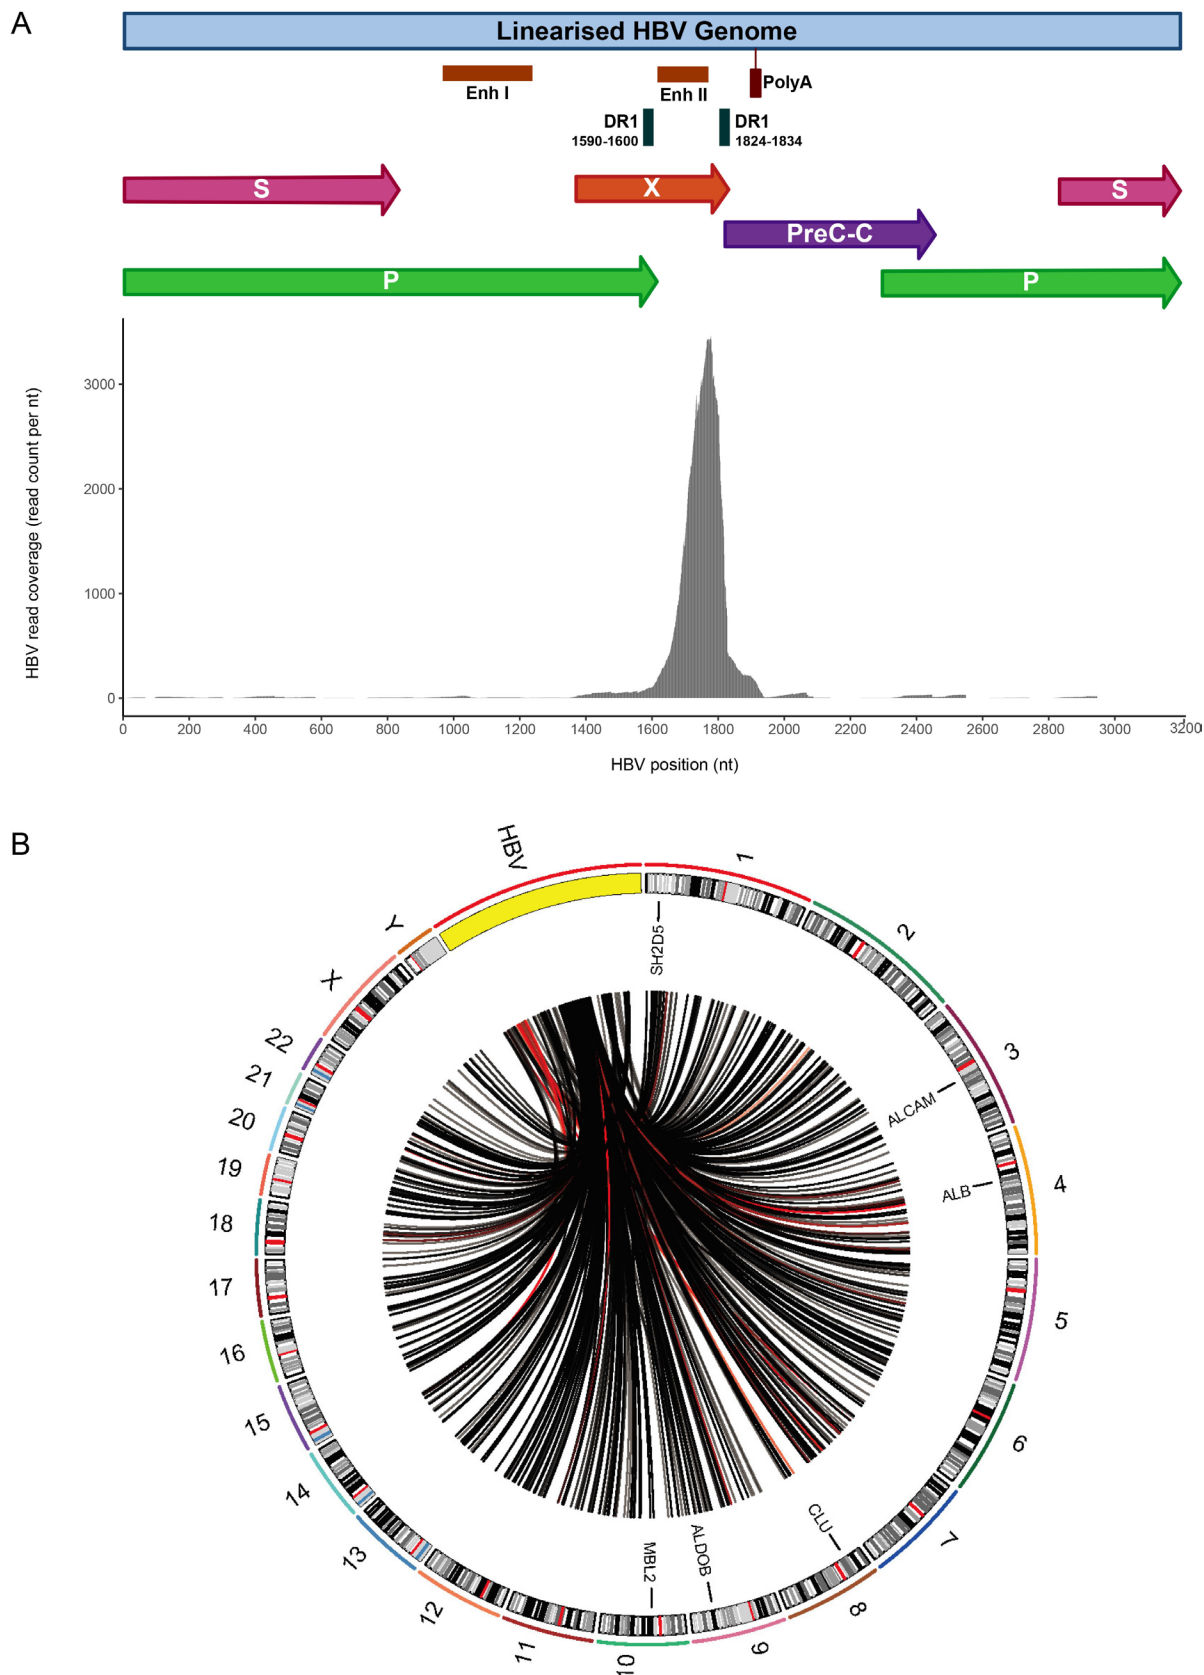 A
Linearised HBV Genome
Enh I
Enh II
PolyA
DR1
1590-1600
DR1
1824-1834
S
X
S
PreC-C
P
P
HBV read coverage (read count per nt)
3000
2000
1000
0
0
200
400
600
800
1000
1200
1400
1600
1800
2000
2200
2400
2600
2800
3000
3200
HBV position (nt)
B
HBV
1
2
3
4
5
6
7
8
9
10
11
12
13
14
15
16
17
18
19
20
21
22
X
Y
SH2D5
ALCAM
ALB
CLU
ALDOB
MBL2